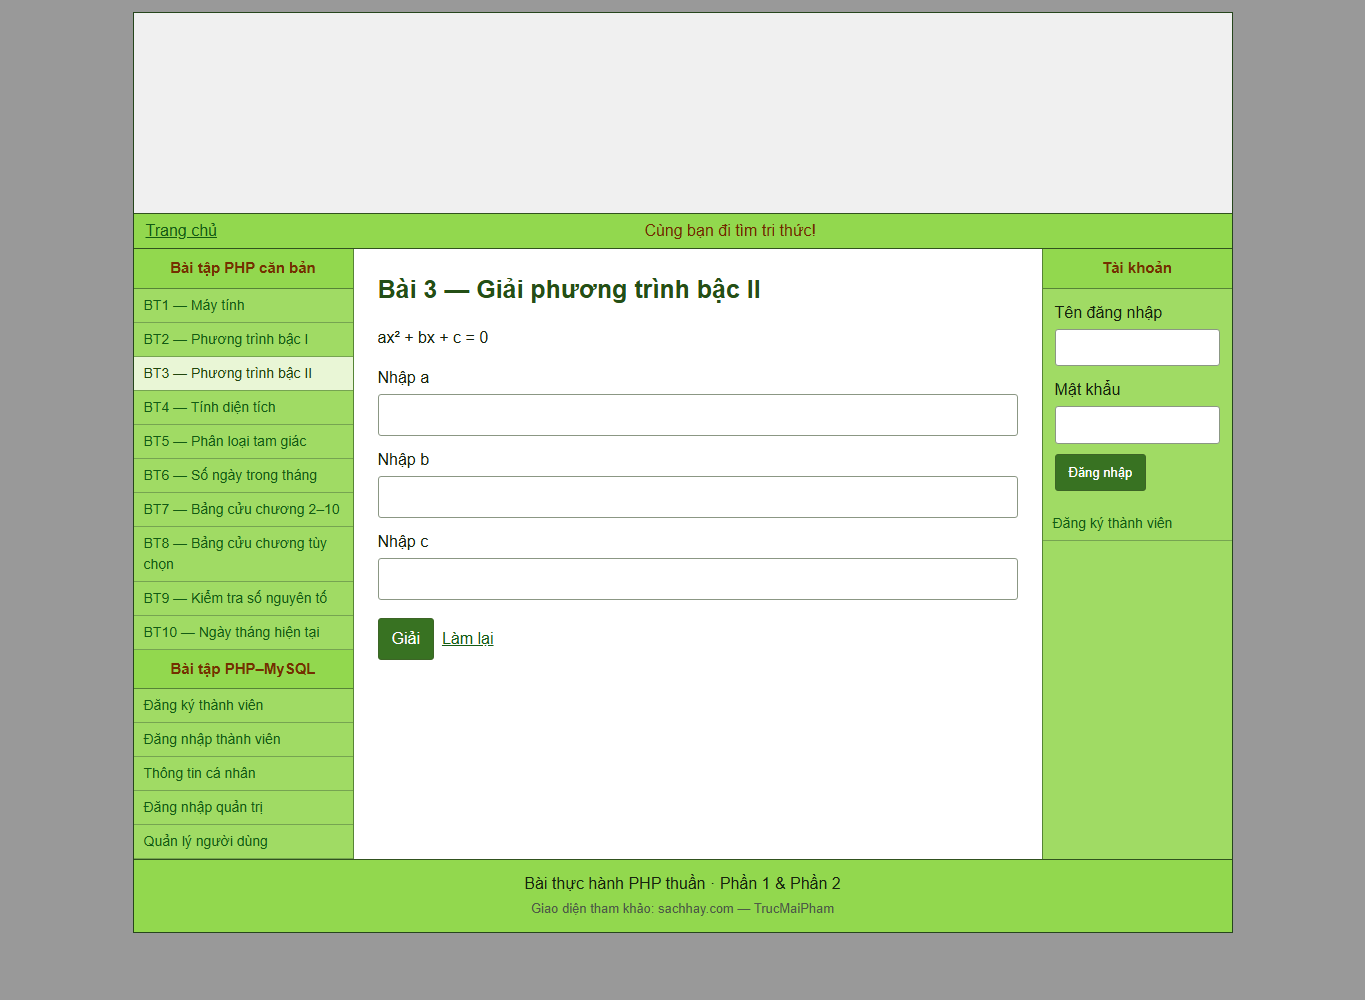 Trang chủ
Cùng bạn đi tìm tri thức!
Bài tập PHP căn bản
BT1 — Máy tính
BT2 — Phương trình bậc I
BT3 — Phương trình bậc II
BT4 — Tính diện tích
BT5 — Phân loại tam giác
BT6 — Số ngày trong tháng
BT7 — Bảng cửu chương 2–10
BT8 — Bảng cửu chương tùy
chọn
BT9 — Kiểm tra số nguyên tố
BT10 — Ngày tháng hiện tại
Bài tập PHP–MySQL
Đăng ký thành viên
Đăng nhập thành viên
Thông tin cá nhân
Đăng nhập quản trị
Quản lý người dùng
Bài 3 — Giải phương trình bậc II
ax² + bx + c = 0
Nhập a
Nhập b
Nhập c
Giải
Làm lại
Tài khoản
Tên đăng nhập
Mật khẩu
Đăng nhập
Đăng ký thành viên
Bài thực hành PHP thuần · Phần 1 & Phần 2
Giao diện tham khảo: sachhay.com — TrucMaiPham